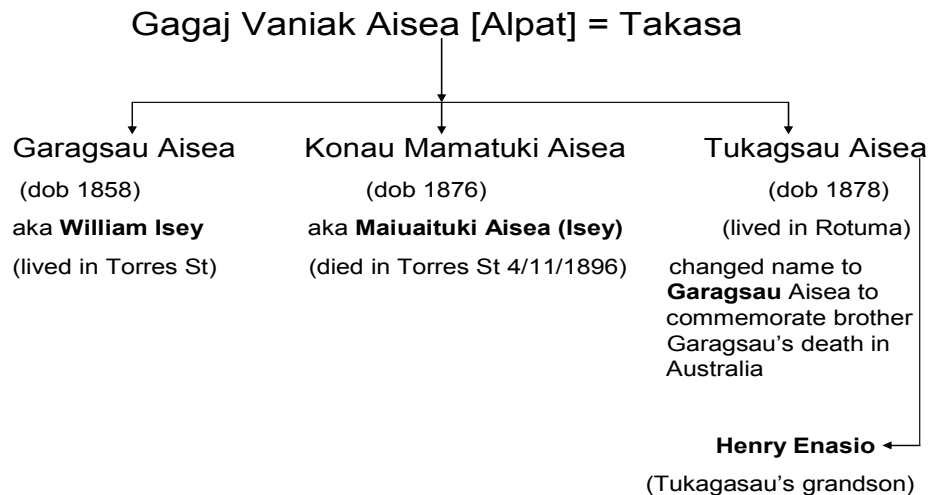 Gagaj Vaniak Aisea [Alpat] = Takasa
Garagsau Aisea
(dob 1858)
aka William Isey
(lived in Torres St)
Konau Mamatuki Aisea
(dob 1876)
aka Maiuaituki Aisea (Isey)
(died in Torres St 4/11/1896)
Tukagsau Aisea
(dob 1878)
(lived in Rotuma)
changed name to
Garagsau Aisea to
commemorate brother
Garagsau’s death in
Australia
Henry Enasio
(Tukagasau’s grandson)